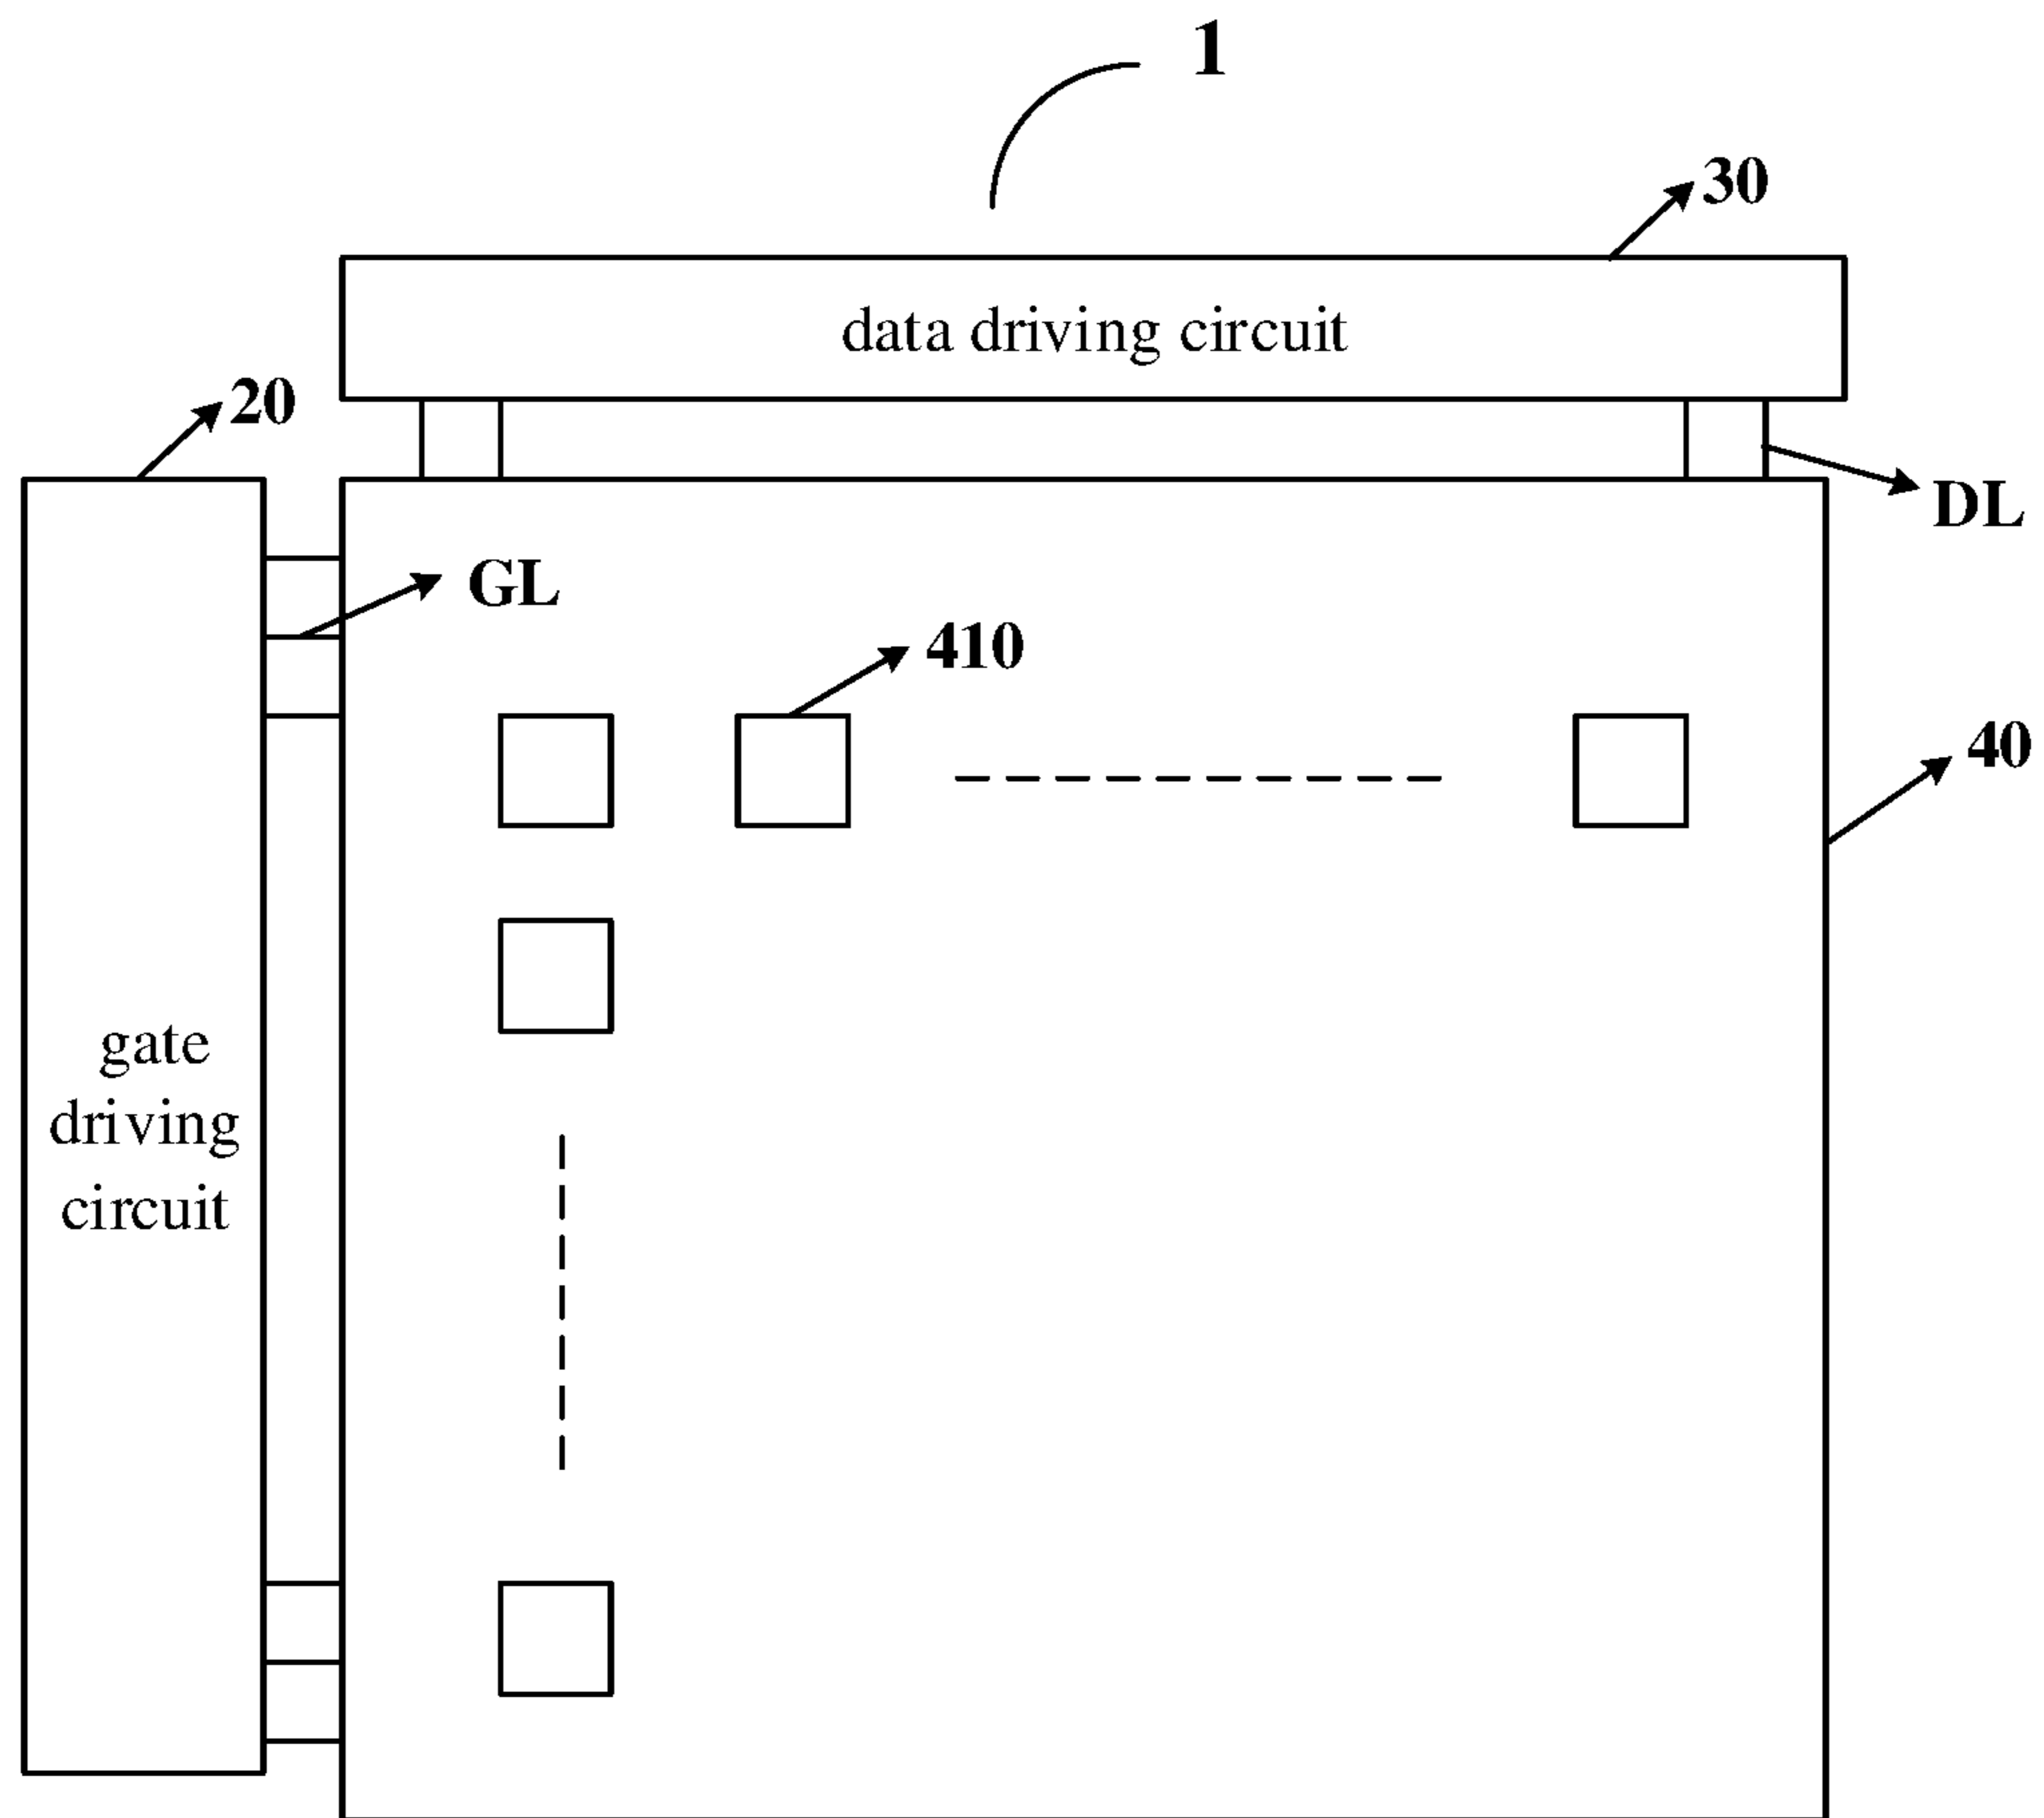 1
30
data driving circuit
20
DL
GL
410
40
gate
driving
circuit